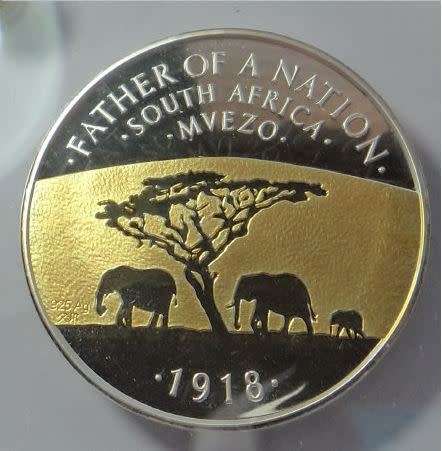 ·FATHER OF A NATION·
·SOUTH AFRICA·
·MVEZO·
·1918·